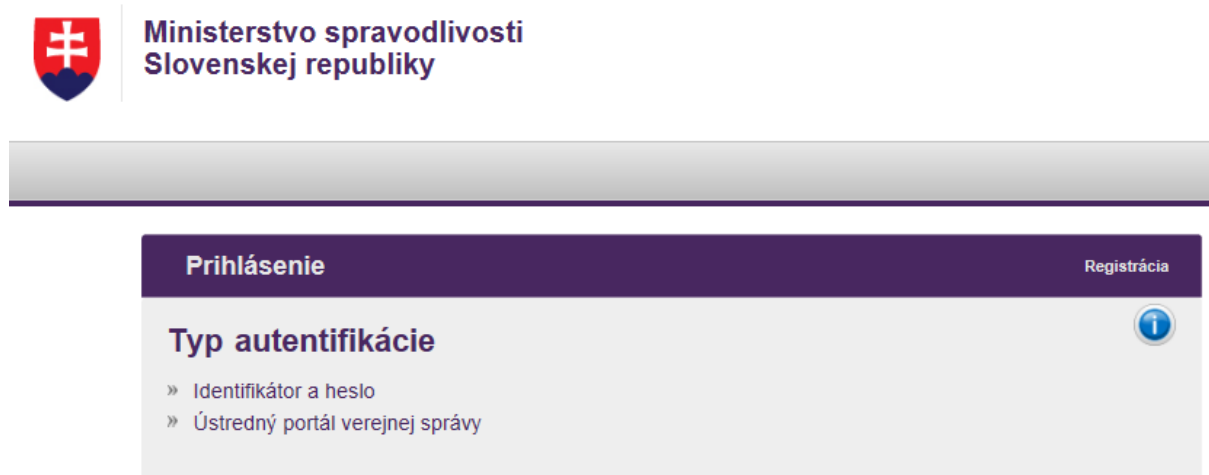 Ministerstvo spravodlivosti
Slovenskej republiky
Prihlásenie
Registrácia
Typ autentifikácie
» Identifikátor a heslo
» Ústredný portál verejnej správy